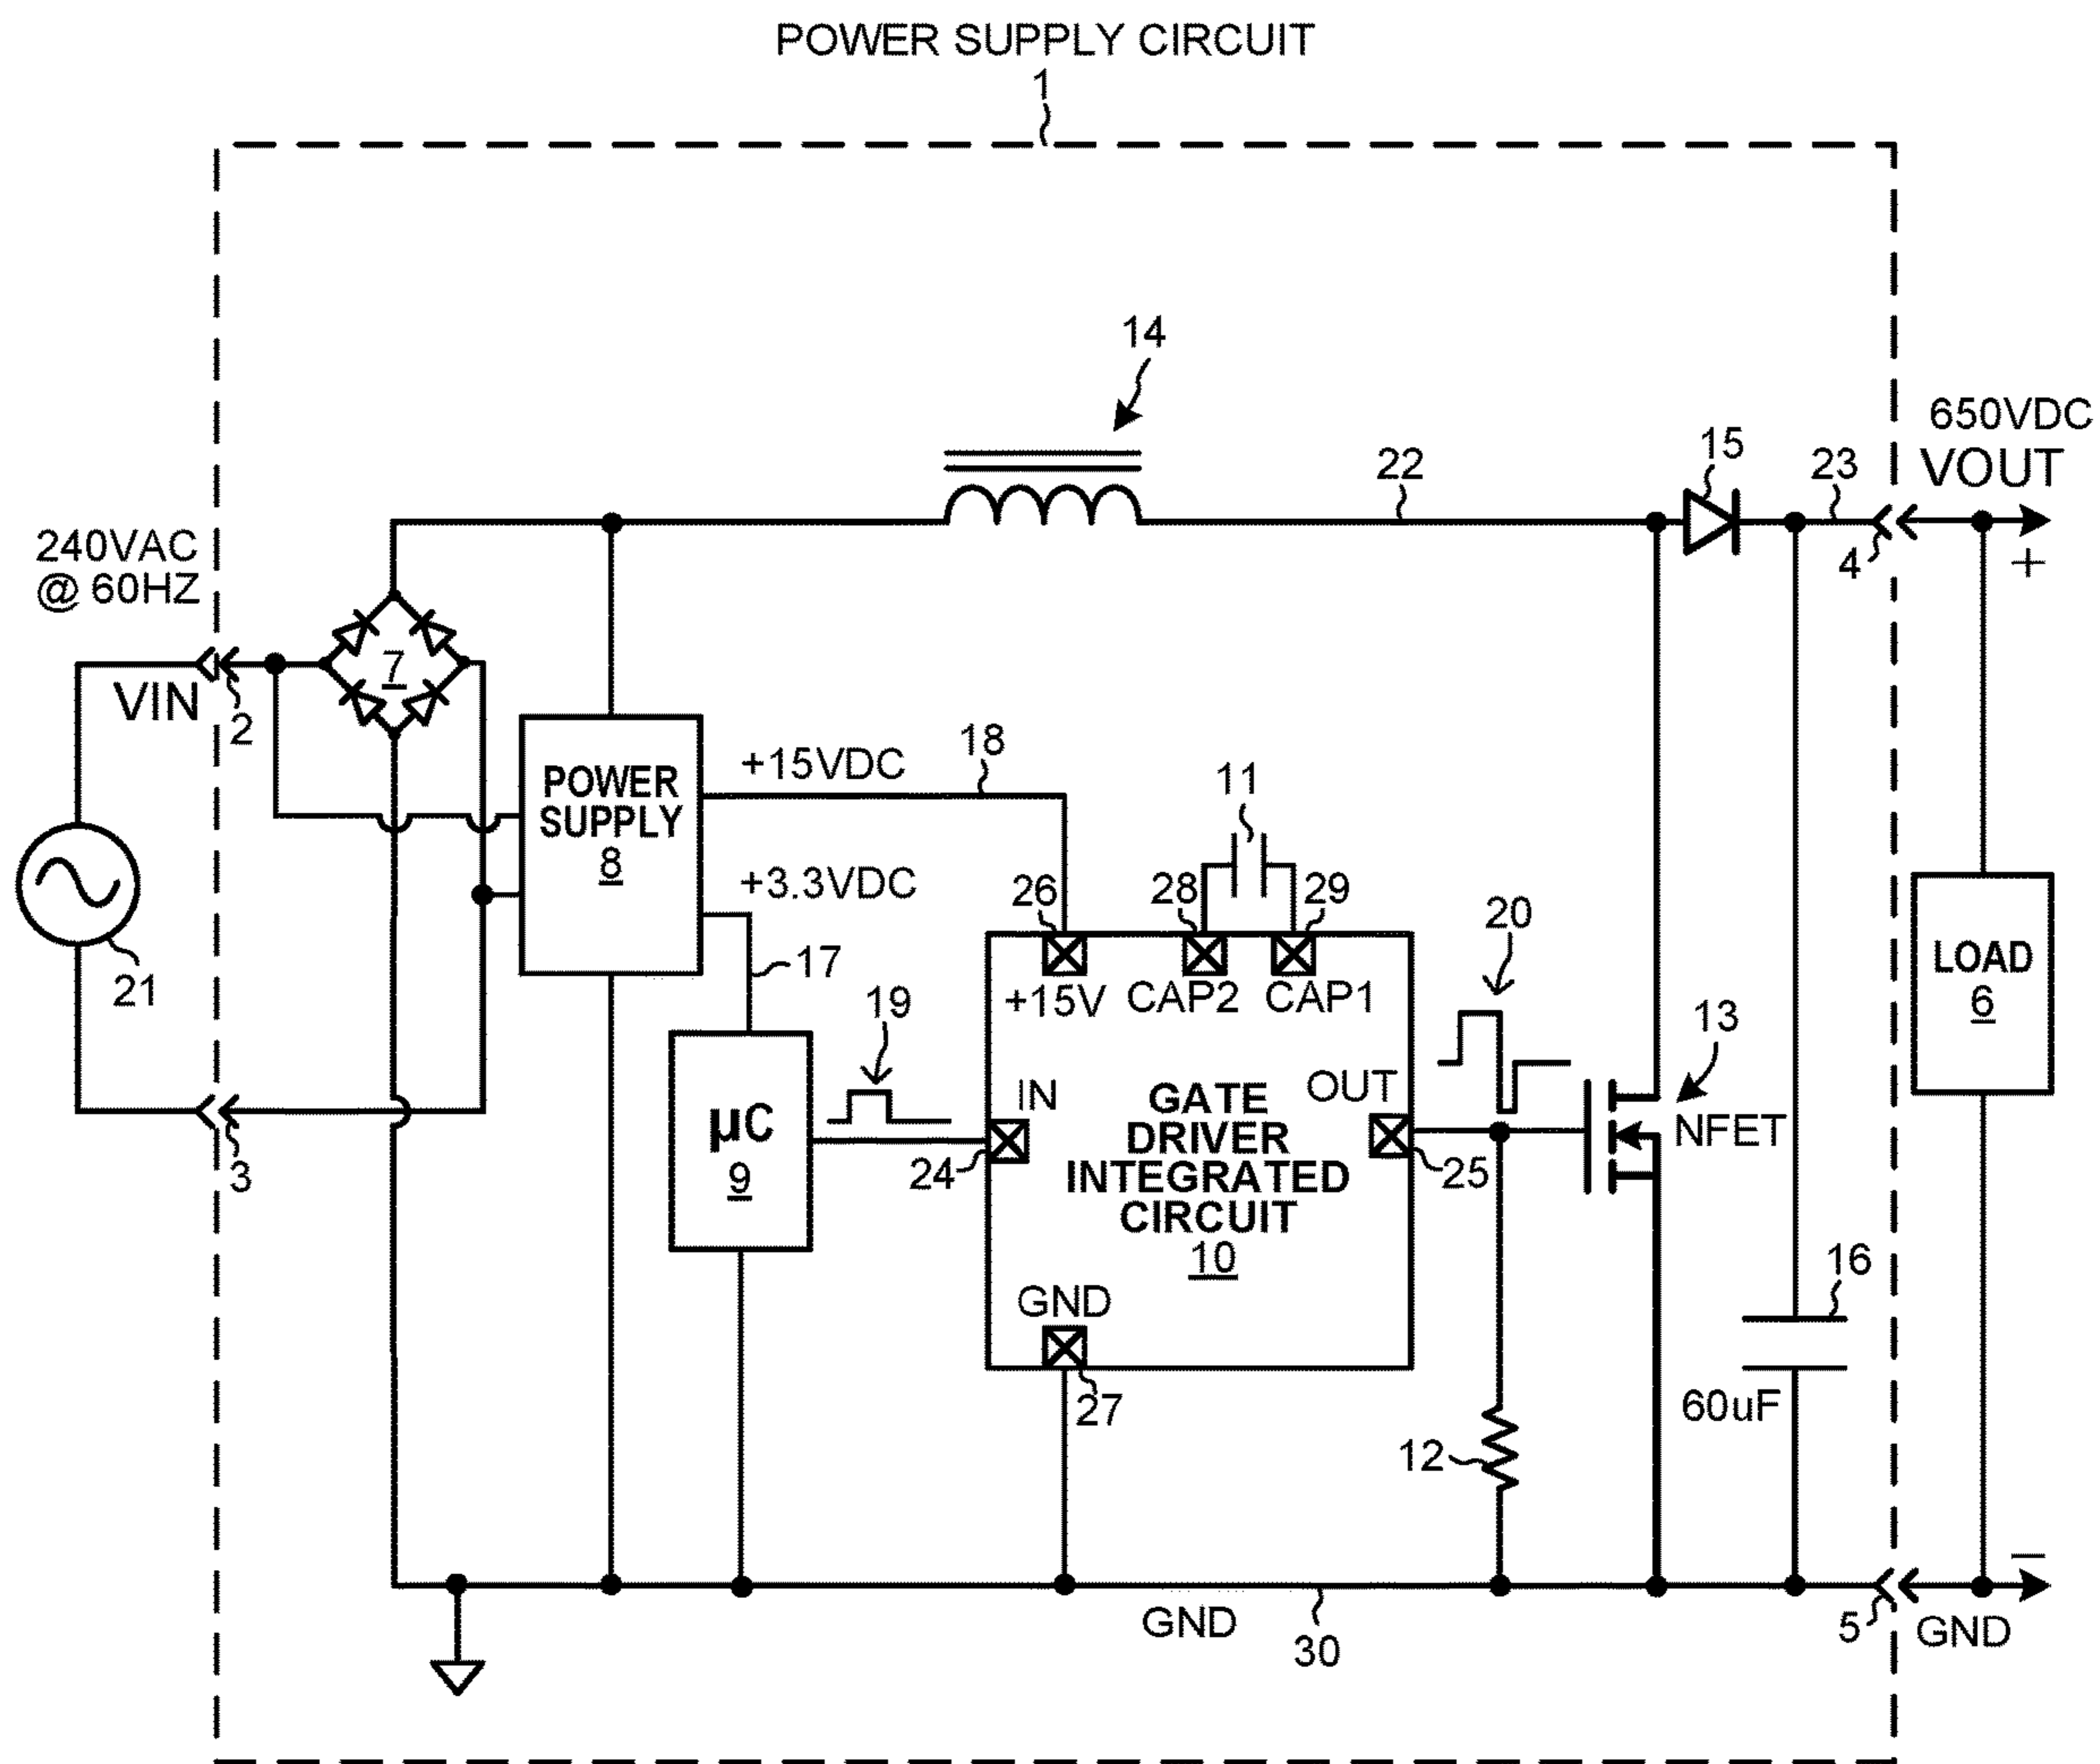 POWER SUPPLY CIRCUIT
1
14
650VDC
VOUT
15
23
22
4
+
240VAC
@ 60HZ
VIN
2
7
POWER
SUPPLY
8
+15VDC
18
11
+3.3VDC
26
28
29
20
17
21
19
+15V
CAP2
CAP1
LOAD
6
13
NFET
IN
OUT
µC
9
GATE
DRIVER
INTEGRATED
CIRCUIT
10
24
25
3
16
GND
27
60uF
12
GND
30
5
GND
−